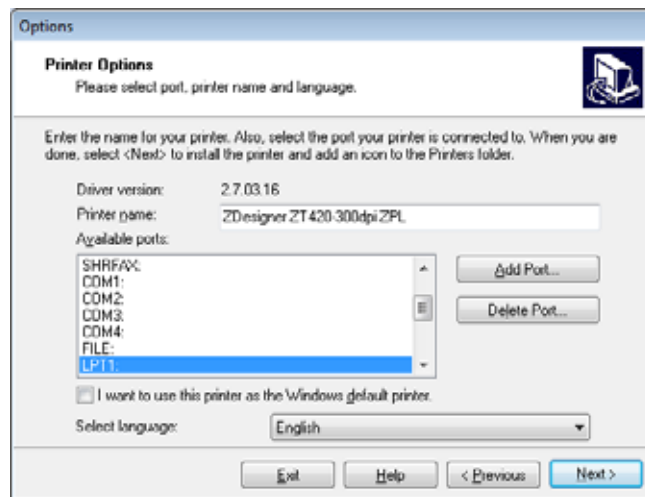 Options
Printer Options
Please select port, printer name and language.
Enter the name for your printer. Also, select the port your printer is connected to. When you are
done, select <Next> to install the printer and add an icon to the Printers folder.
Driver version: 2.7.03.16
Printer name: ZDesigner ZT420-300dpi ZPL
Available ports:
SHRFAX:
COM1:
COM2:
COM3:
COM4:
FILE:
LPT1:
Add Port...
Delete Port...
I want to use this printer as the Windows default printer.
Select language: English
Exit Help < Previous Next >